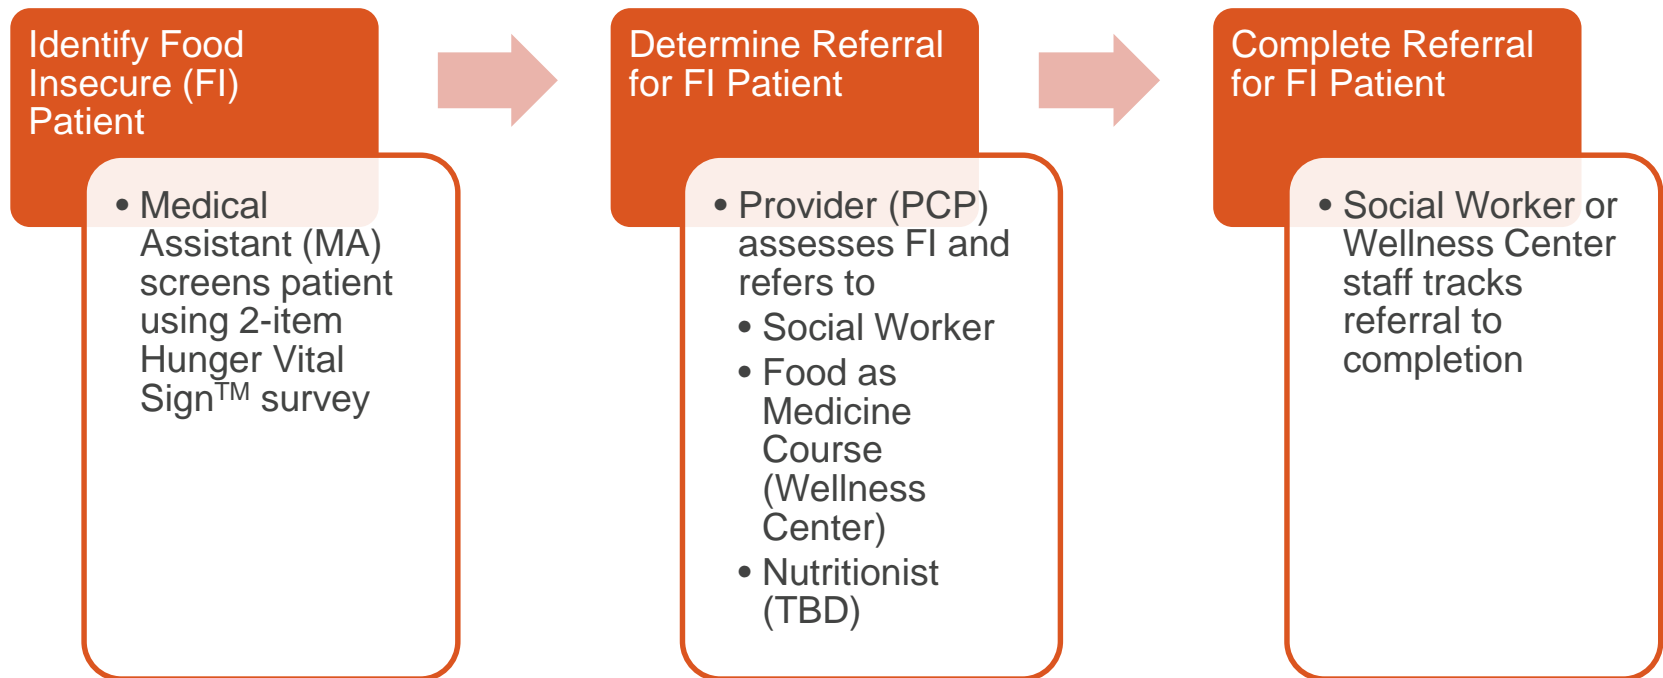 Identify Food
Insecure (FI)
Patient
• Medical
Assistant (MA)
screens patient
using 2-item
Hunger Vital
Sign™ survey
Determine Referral
for FI Patient
• Provider (PCP)
assesses FI and
refers to
• Social Worker
• Food as
Medicine
Course
(Wellness
Center)
• Nutritionist
(TBD)
Complete Referral
for FI Patient
• Social Worker or
Wellness Center
staff tracks
referral to
completion